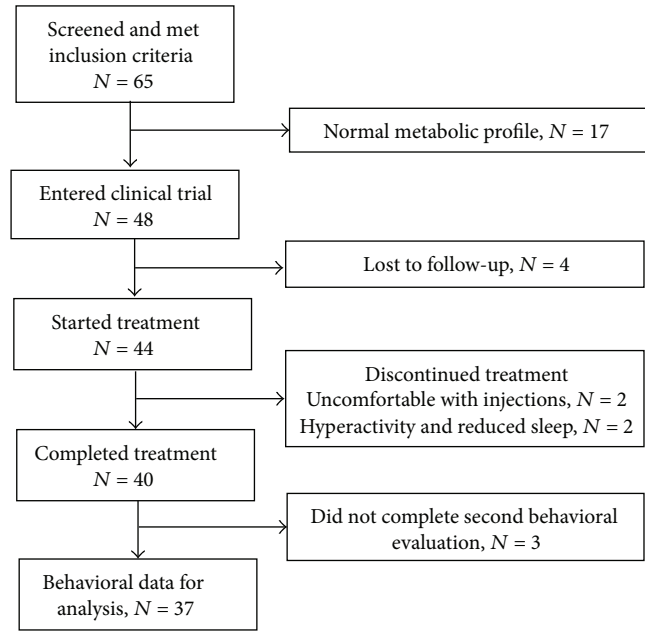 Screened and met
inclusion criteria
N = 65
Normal metabolic profile, N = 17
Entered clinical trial
N = 48
Lost to follow-up, N = 4
Started treatment
N = 44
Discontinued treatment
Uncomfortable with injections, N = 2
Hyperactivity and reduced sleep, N = 2
Completed treatment
N = 40
Did not complete second behavioral
evaluation, N = 3
Behavioral data for
analysis, N = 37